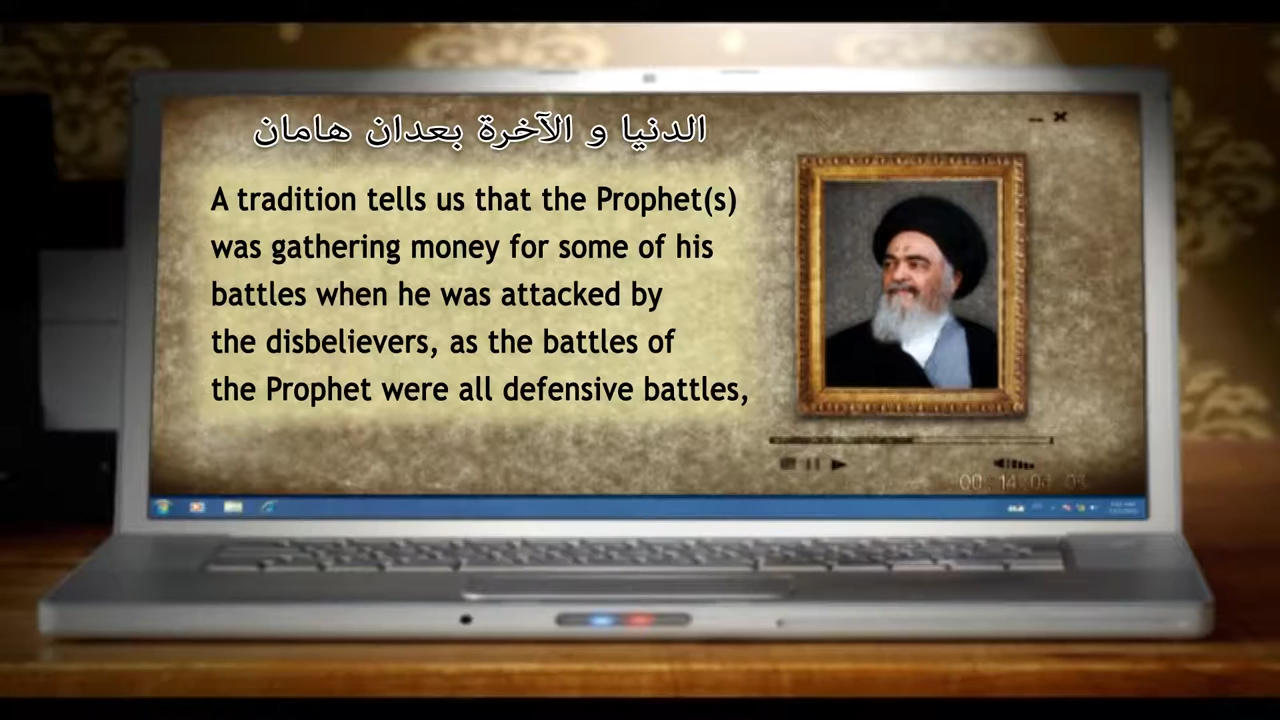 الدنيا و الآخرة بعدان هامان
A tradition tells us that the Prophet(s)
was gathering money for some of his
battles when he was attacked by
the disbelievers, as the battles of
the Prophet were all defensive battles,